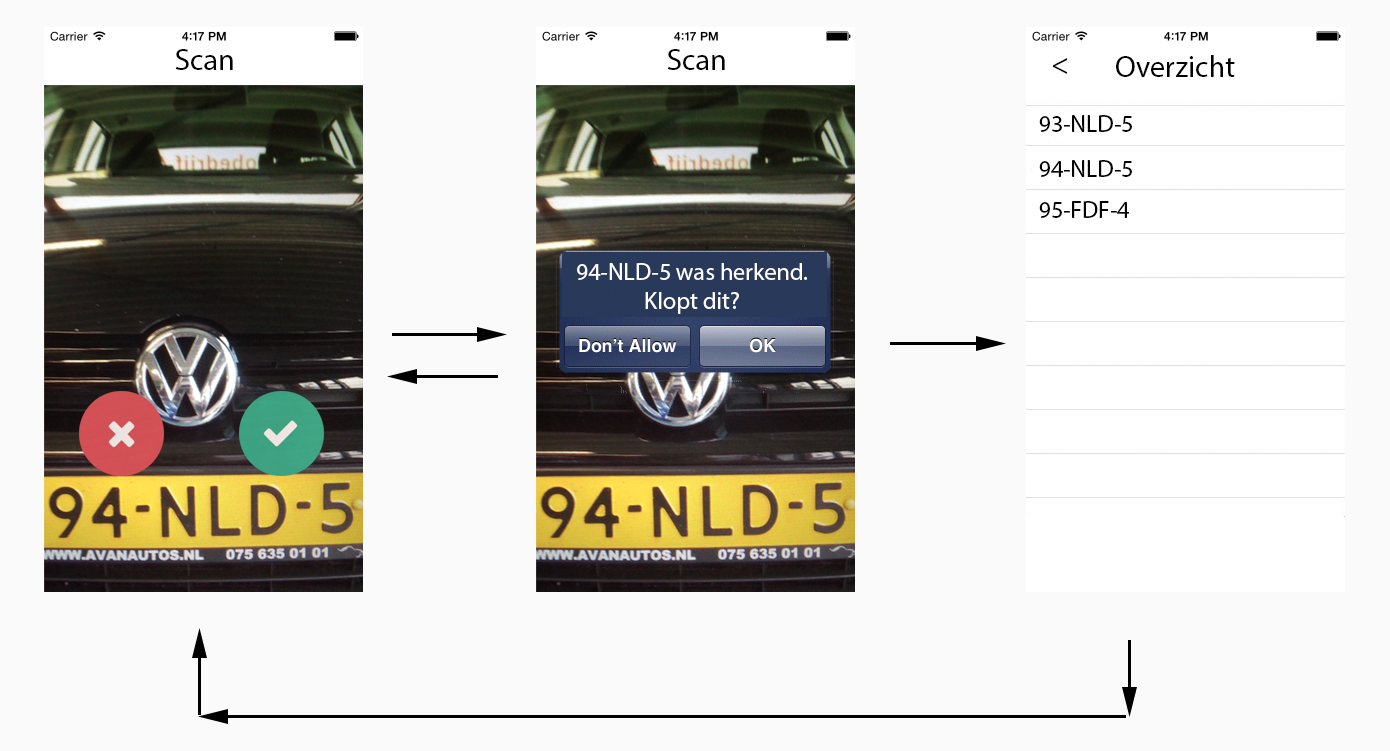 Carrier 4:17 PM
Scan
obedrijf
94-NLD-5
WWW.AVANAUTOS.NL 075 635 01 01
Carrier 4:17 PM
Scan
obedrijf
94-NLD-5 was herkend.
Klopt dit?
Don't Allow OK
94-NLD-5
WWW.AVANAUTOS.NL 075 635 01 01
Carrier 4:17 PM
< Overzicht
93-NLD-5
94-NLD-5
95-FDF-4